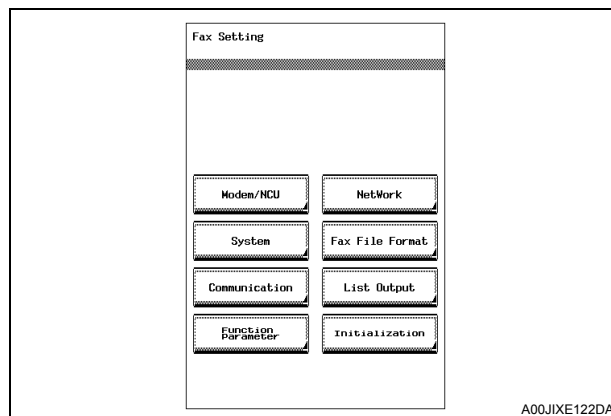 Fax Setting
Modem/NCU
NetWork
System
Fax File Format
Communication
List Output
Function
Parameter
Initialization
A00JIXE122DA